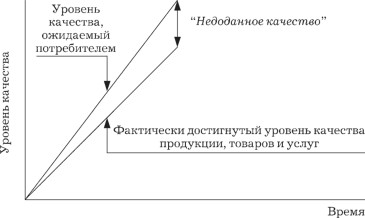 Уровень
качества,
ожидаемый
потребителем
“Недоданное качество”
Уровень качества
Фактически достигнутый уровень качества
продукции, товаров и услуг
Время